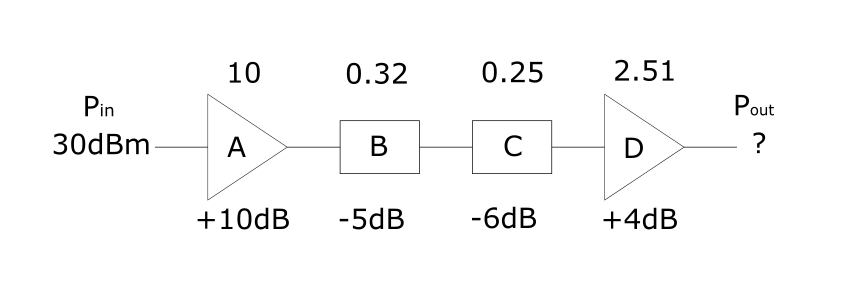 10 0.32 0.25 2.51
Pin Pout
30dBm A B C D ?
+10dB -5dB -6dB +4dB